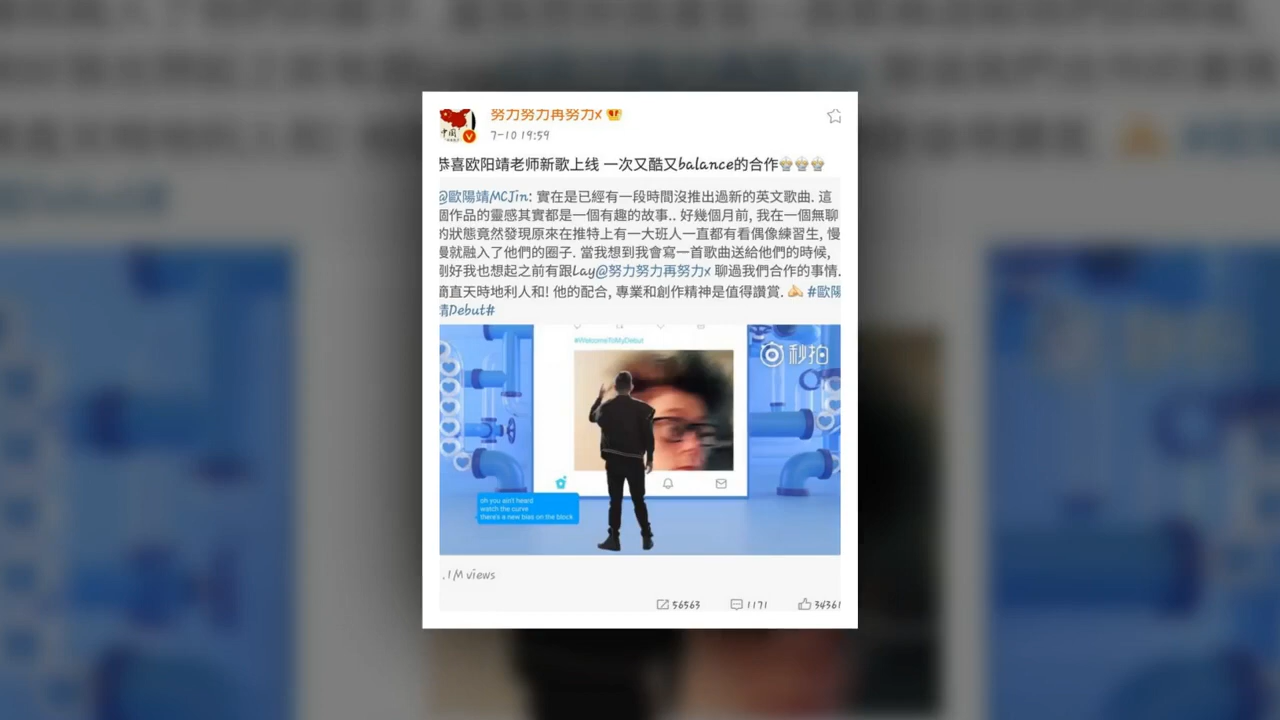 努力努力再努力x
7-10 19:59
恭喜欧阳靖老师新歌上线 一次又酷又balance的合作
@歐陽靖MCJin: 實在是已經有一段時間沒推出過新的英文歌曲. 這
個作品的靈感其實都是一個有趣的故事.. 好幾個月前, 我在一個無聊
的狀態竟然發現原來在推特上有一大班人一直都有看偶像練習生, 慢
慢就融入了他們的圈子. 當我想到我會寫一首歌曲送給他們的時候,
剛好我也想起之前有跟Lay@努力努力再努力x 聊過我們合作的事情.
簡直天時地利人和! 他的配合, 專業和創作精神是值得讚賞. #歐陽
靖Debut#
#WelcomeToMyDebut
秒拍
oh you ain't heard
watch the curve
there's a new bias on the block
.1M views
56563 1171 34361